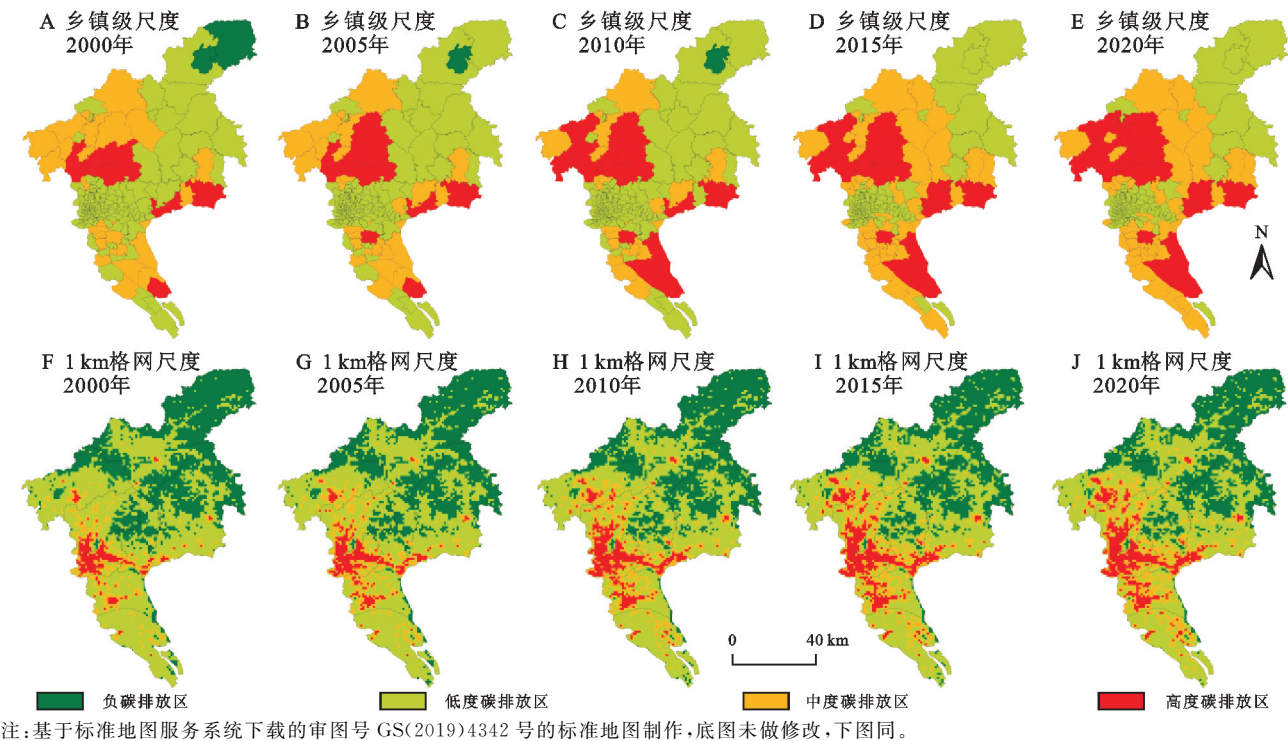 A 乡镇级尺度
2000年
B 乡镇级尺度
2005年
C 乡镇级尺度
2010年
D 乡镇级尺度
2015年
E 乡镇级尺度
2020年
N
F 1 km格网尺度
2000年
G 1 km格网尺度
2005年
H 1 km格网尺度
2010年
I 1 km格网尺度
2015年
J 1 km格网尺度
2020年
0 40 km
负碳排放区 低度碳排放区 中度碳排放区 高度碳排放区
注:基于标准地图服务系统下载的审图号 GS(2019)4342 号的标准地图制作,底图未做修改,下图同。